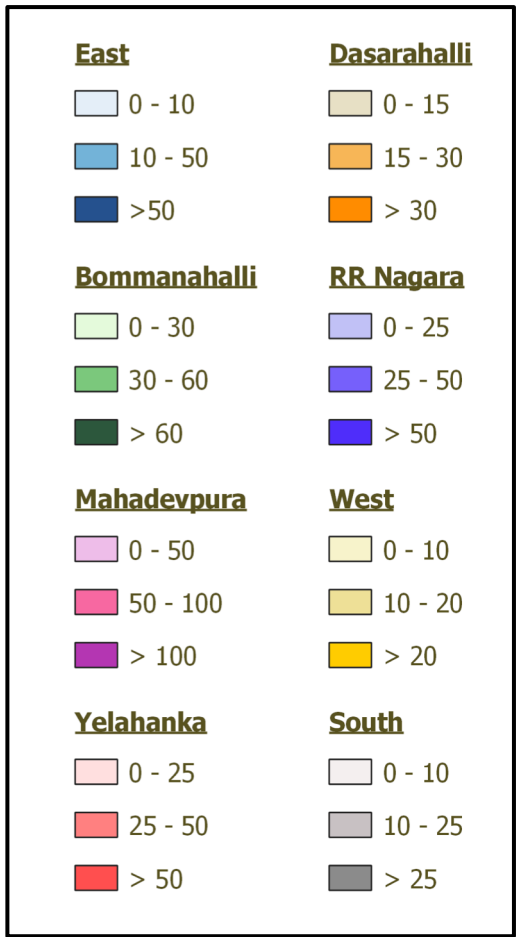 East
0 - 10
10 - 50
>50
Bommanahalli
0 - 30
30 - 60
> 60
Mahadevpura
0 - 50
50 - 100
> 100
Yelahanka
0 - 25
25 - 50
> 50
Dasarahalli
0 - 15
15 - 30
> 30
RR Nagara
0 - 25
25 - 50
> 50
West
0 - 10
10 - 20
> 20
South
0 - 10
10 - 25
> 25